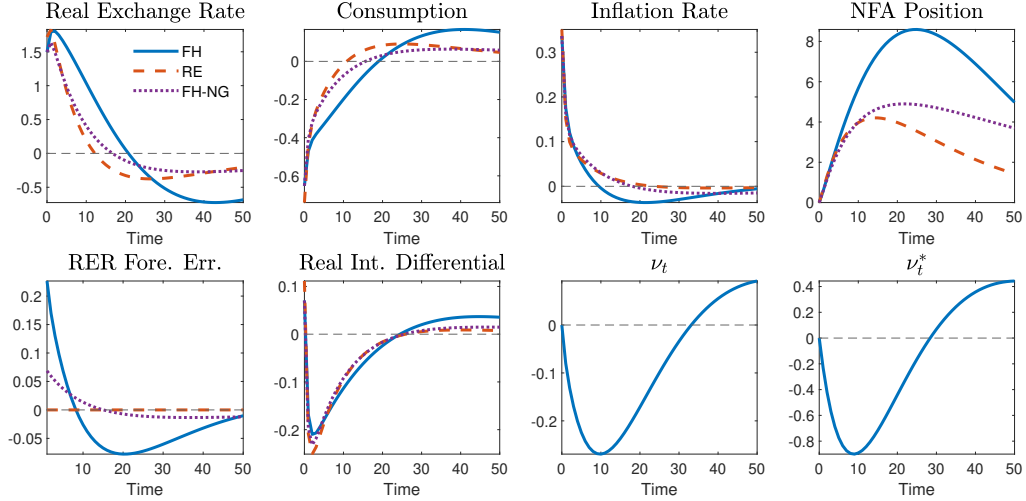 Real Exchange Rate
1.5
1
0.5
0
-0.5
0 10 20 30 40 50
Time
FH
RE
FH-NG
Consumption
0
-0.2
-0.4
-0.6
0 10 20 30 40 50
Time
Inflation Rate
0.3
0.2
0.1
0
0 10 20 30 40 50
Time
NFA Position
8
6
4
2
0
0 10 20 30 40 50
Time
RER Fore. Err.
0.2
0.15
0.1
0.05
0
-0.05
10 20 30 40 50
Time
Real Int. Differential
0.1
0
-0.1
-0.2
0 10 20 30 40 50
Time
νt
0
-0.1
-0.2
0 10 20 30 40 50
Time
ν*t
0.4
0.2
0
-0.2
-0.4
-0.6
-0.8
0 10 20 30 40 50
Time